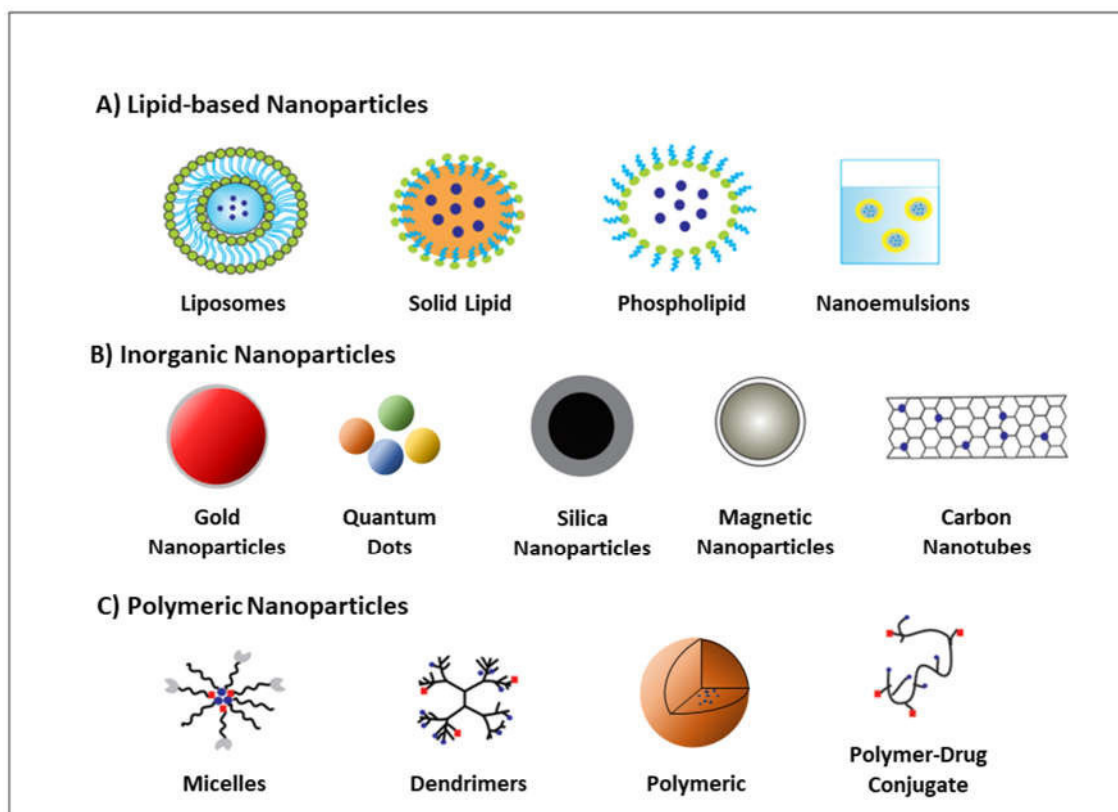 A) Lipid-based Nanoparticles
Liposomes
Solid Lipid
Phospholipid
Nanoemulsions
B) Inorganic Nanoparticles
Gold
Nanoparticles
Quantum
Dots
Silica
Nanoparticles
Magnetic
Nanoparticles
Carbon
Nanotubes
C) Polymeric Nanoparticles
Micelles
Dendrimers
Polymeric
Polymer-Drug
Conjugate